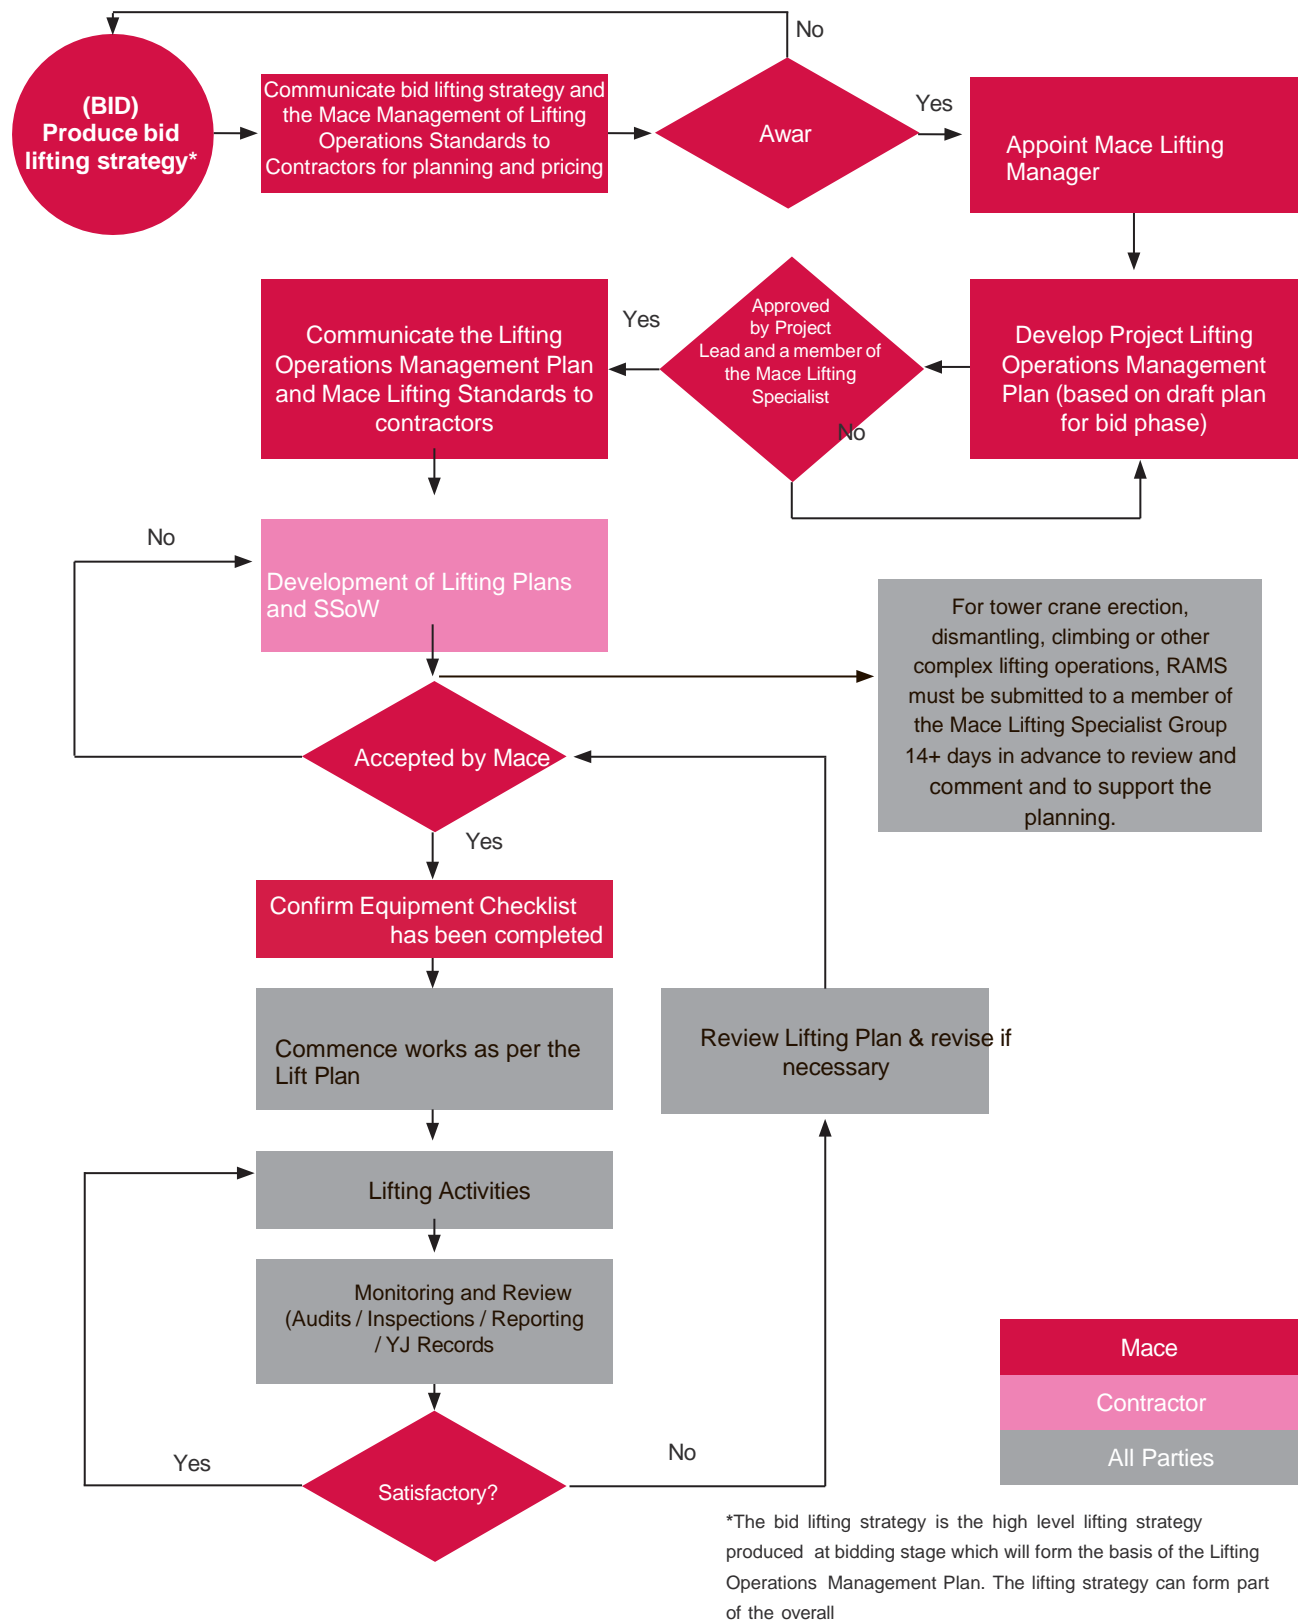 No
(BID)
Produce bid
lifting strategy*
Communicate bid lifting strategy and
the Mace Management of Lifting
Operations Standards to
Contractors for planning and pricing
Awar
Yes
Appoint Mace Lifting
Manager
Communicate the Lifting
Operations Management Plan
and Mace Lifting Standards to
contractors
Yes
Approved
by Project
Lead and a member of
the Mace Lifting
Specialist
No
Develop Project Lifting
Operations Management
Plan (based on draft plan
for bid phase)
No
Development of Lifting Plans
and SSoW
For tower crane erection,
dismantling, climbing or other
complex lifting operations, RAMS
must be submitted to a member of
the Mace Lifting Specialist Group
14+ days in advance to review and
comment and to support the
planning.
Accepted by Mace
Yes
Confirm Equipment Checklist
has been completed
Commence works as per the
Lift Plan
Review Lifting Plan & revise if
necessary
Lifting Activities
Monitoring and Review
(Audits / Inspections / Reporting
/ YJ Records
Yes
Satisfactory?
No
Mace
Contractor
All Parties
*The bid lifting strategy is the high level lifting strategy
produced at bidding stage which will form the basis of the Lifting
Operations Management Plan. The lifting strategy can form part
of the overall